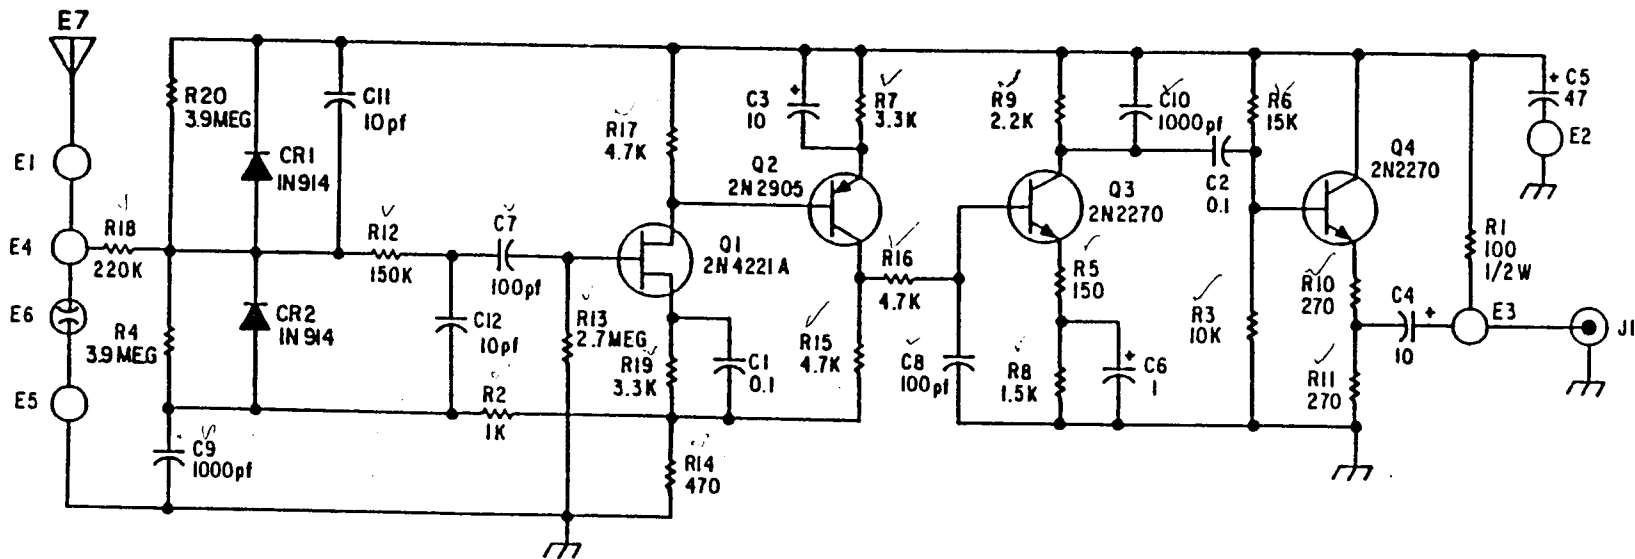 E7
E1
E4
E6
E5
R18
220K
R20
3.9MEG
R4
3.9MEG
C9
1000pf
CR1
IN914
CR2
IN914
C11
10pf
R12
150K
C12
10pf
R2
1K
C7
100pf
R13
2.7MEG
R17
4.7K
Q1
2N4221A
R19
3.3K
C1
0.1
R14
470
C3
+
10
Q2
2N2905
R7
3.3K
R15
4.7K
R16
4.7K
C8
100pf
R9
2.2K
Q3
2N2270
R5
150
R8
1.5K
+
C6
1
C10
1000pf
C2
0.1
R6
15K
R3
10K
Q4
2N2270
R10
270
R11
270
C4
+
10
R1
100
1/2W
E3
J1
+
C5
47
E2